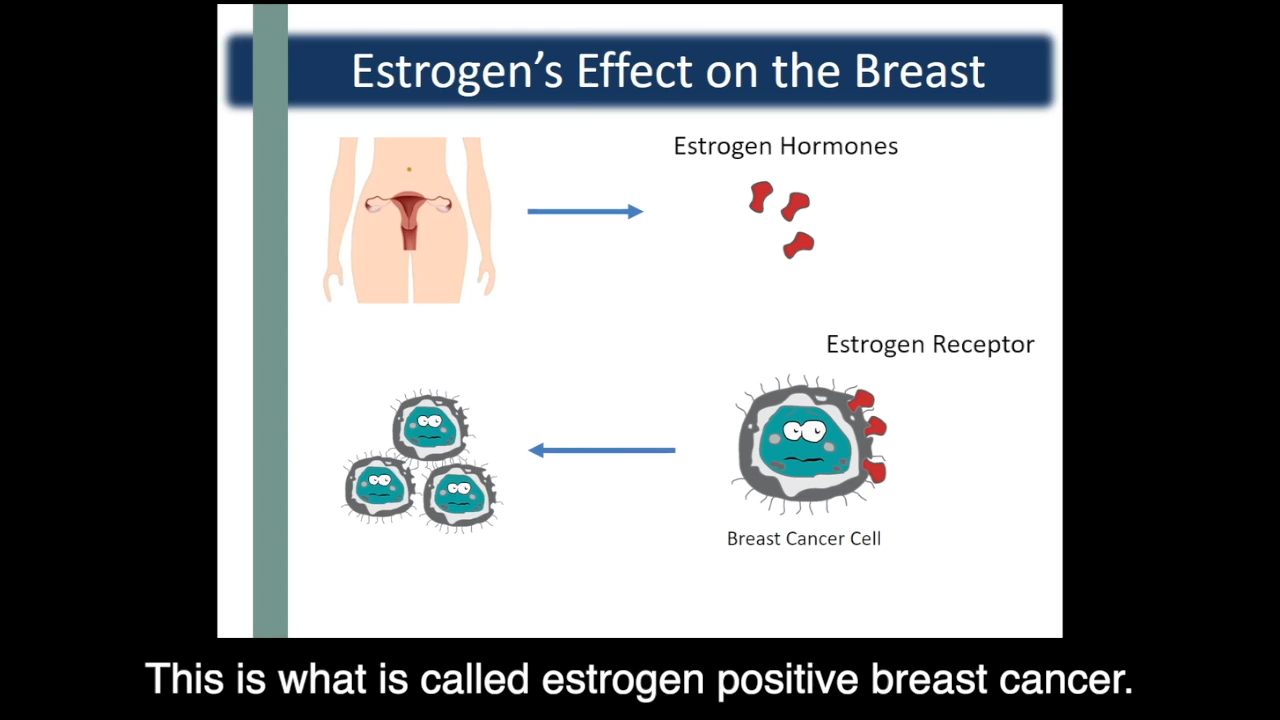 Estrogen's Effect on the Breast
Estrogen Hormones
Estrogen Receptor
Breast Cancer Cell
This is what is called estrogen positive breast cancer.